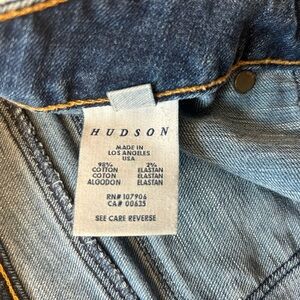 HUDSON
MADE IN
LOS ANGELES
USA
98% 2%
COTTON ELASTAN
COTON ELASTAN
ALGODON ELASTAN
RN# 107906
CA# 00635
SEE CARE REVERSE